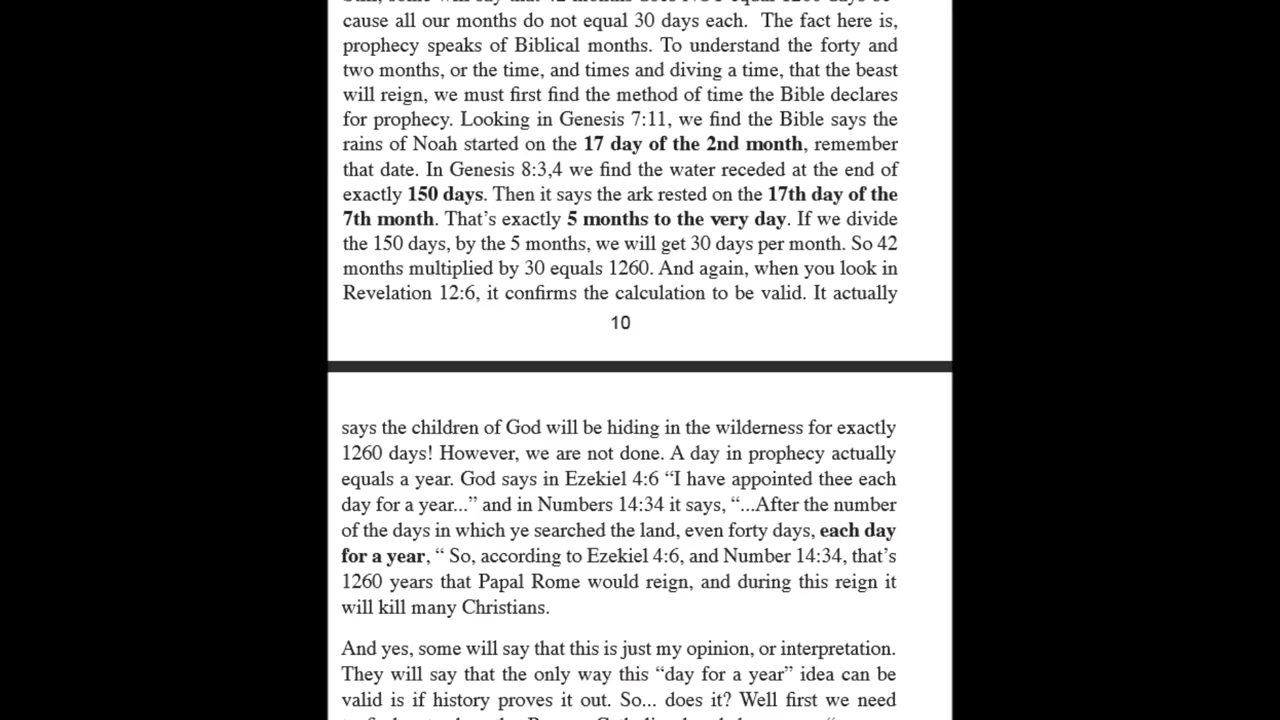 cause all our months do not equal 30 days each. The fact here is,
prophecy speaks of Biblical months. To understand the forty and
two months, or the time, and times and diving a time, that the beast
will reign, we must first find the method of time the Bible declares
for prophecy. Looking in Genesis 7:11, we find the Bible says the
rains of Noah started on the 17 day of the 2nd month, remember
that date. In Genesis 8:3,4 we find the water receded at the end of
exactly 150 days. Then it says the ark rested on the 17th day of the
7th month. That’s exactly 5 months to the very day. If we divide
the 150 days, by the 5 months, we will get 30 days per month. So 42
months multiplied by 30 equals 1260. And again, when you look in
Revelation 12:6, it confirms the calculation to be valid. It actually
10
says the children of God will be hiding in the wilderness for exactly
1260 days! However, we are not done. A day in prophecy actually
equals a year. God says in Ezekiel 4:6 “I have appointed thee each
day for a year...” and in Numbers 14:34 it says, “...After the number
of the days in which ye searched the land, even forty days, each day
for a year, “ So, according to Ezekiel 4:6, and Number 14:34, that’s
1260 years that Papal Rome would reign, and during this reign it
will kill many Christians.
And yes, some will say that this is just my opinion, or interpretation.
They will say that the only way this “day for a year” idea can be
valid is if history proves it out. So... does it? Well first we need